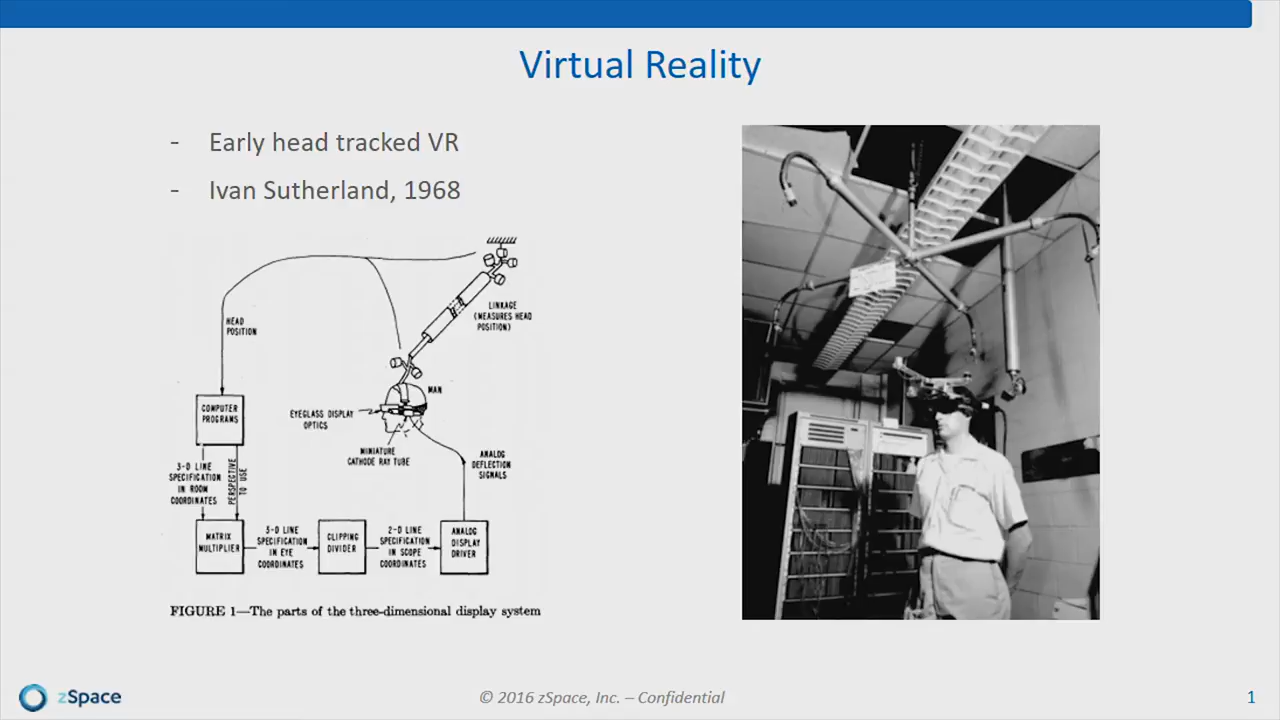 Virtual Reality
- Early head tracked VR
- Ivan Sutherland, 1968
LINKAGE
(MEASURES HEAD
POSITION)
HEAD
POSITION
MAN
COMPUTER
PROGRAMS
EYEGLASS DISPLAY
OPTICS
MINIATURE
CATHODE RAY TUBE
ANALOG
DEFLECTION
SIGNALS
3-D LINE
SPECIFICATION
IN ROOM
COORDINATES
PERSPECTIVE
TO USE
MATRIX
MULTIPLIER
3-D LINE
SPECIFICATION
IN EYE
COORDINATES
CLIPPING
DIVIDER
2-D LINE
SPECIFICATION
IN SCOPE
COORDINATES
ANALOG
DISPLAY
DRIVER
FIGURE 1—The parts of the three-dimensional display system
zSpace
© 2016 zSpace, Inc. – Confidential
1